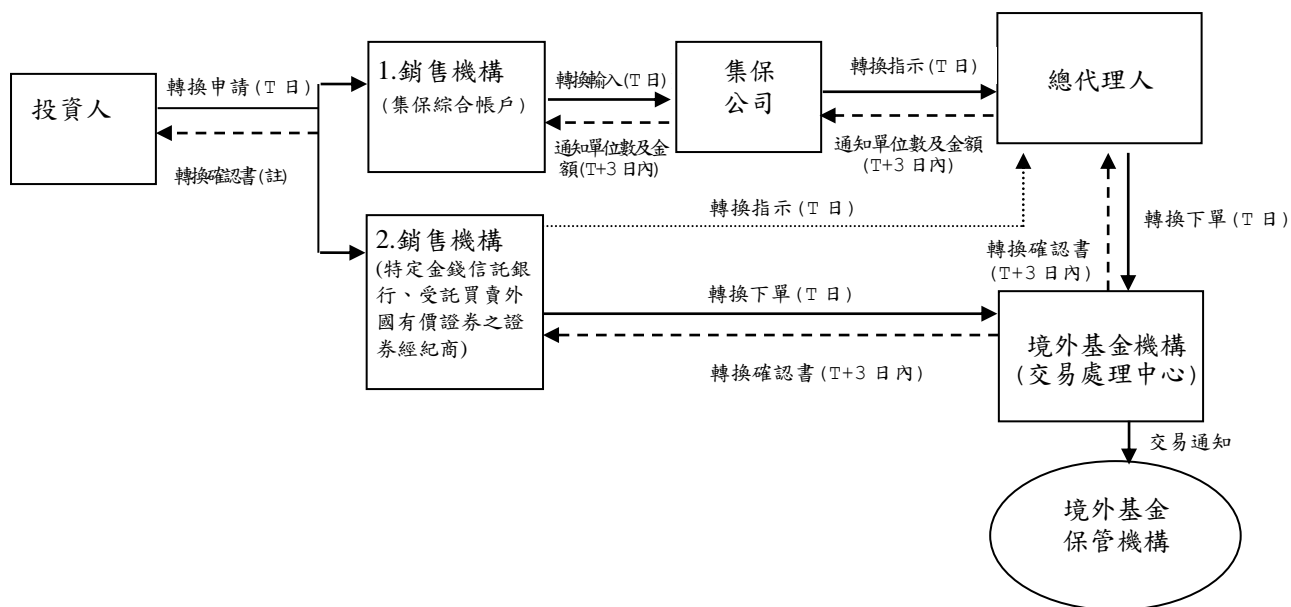 投資人
轉換申請(T 日)
轉換確認書(註)
1.銷售機構
(集保綜合帳戶)
轉換輸入(T 日)
通知單位數及金
額(T+3 日內)
集保
公司
轉換指示(T 日)
通知單位數及金額
(T+3 日內)
總代理人
2.銷售機構
(特定金錢信託銀
行、受託買賣外
國有價證券之證
券經紀商)
轉換指示(T 日)
轉換下單(T 日)
轉換確認書(T+3 日內)
轉換確認書
(T+3 日內)
轉換下單(T 日)
境外基金機構
(交易處理中心)
交易通知
境外基金
保管機構